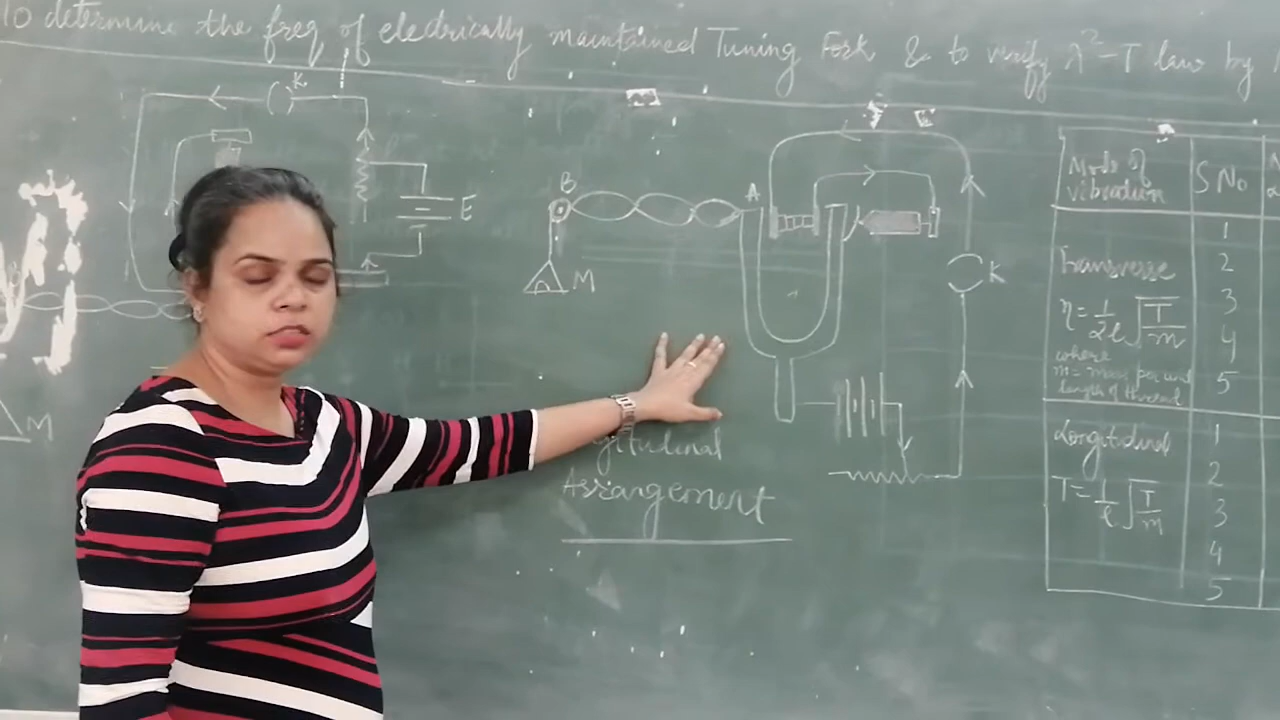 To determine the freq of eledrically maintained Tuning Fork & to verify λ²-T law by
K
E
M
B
A
M
K
gitudinal
Arrangement
Mode of vibration
S No
Transverse
η = 1/2l √T/m
where
m = mass per unit
length of thread
1
2
3
4
5
Longitudinal
T = 1/l √T/m
1
2
3
4
5